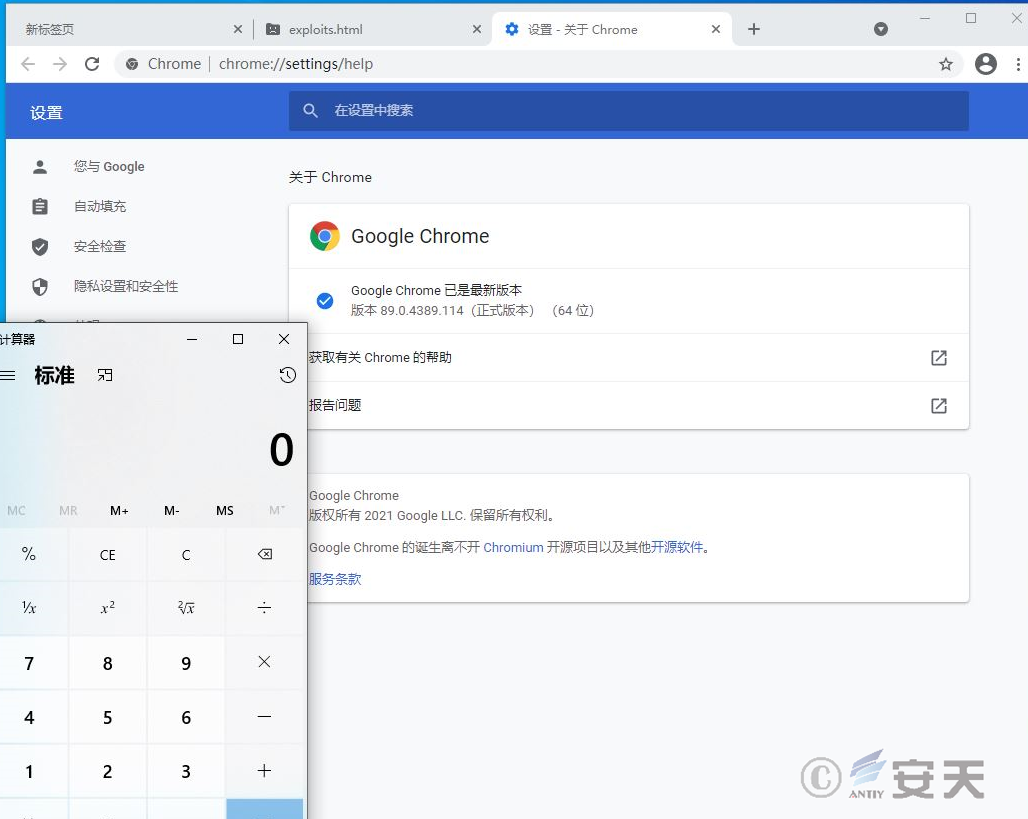 新标签页
exploits.html
设置 - 关于 Chrome
Chrome
chrome://settings/help
设置
在设置中搜索
您与 Google
自动填充
安全检查
隐私设置和安全性
关于 Chrome
Google Chrome
Google Chrome 已是最新版本
版本 89.0.4389.114（正式版本） （64 位）
获取有关 Chrome 的帮助
报告问题
Google Chrome
版权所有 2021 Google LLC. 保留所有权利。
Google Chrome 的诞生离不开 Chromium 开源项目以及其他开源软件。
服务条款
计算器
标准
0
MC MR M+ M- MS M˅
% CE C
¹/x x² ²√x ÷
7 8 9 ×
4 5 6 −
1 2 3 +
© ANTIY 安天